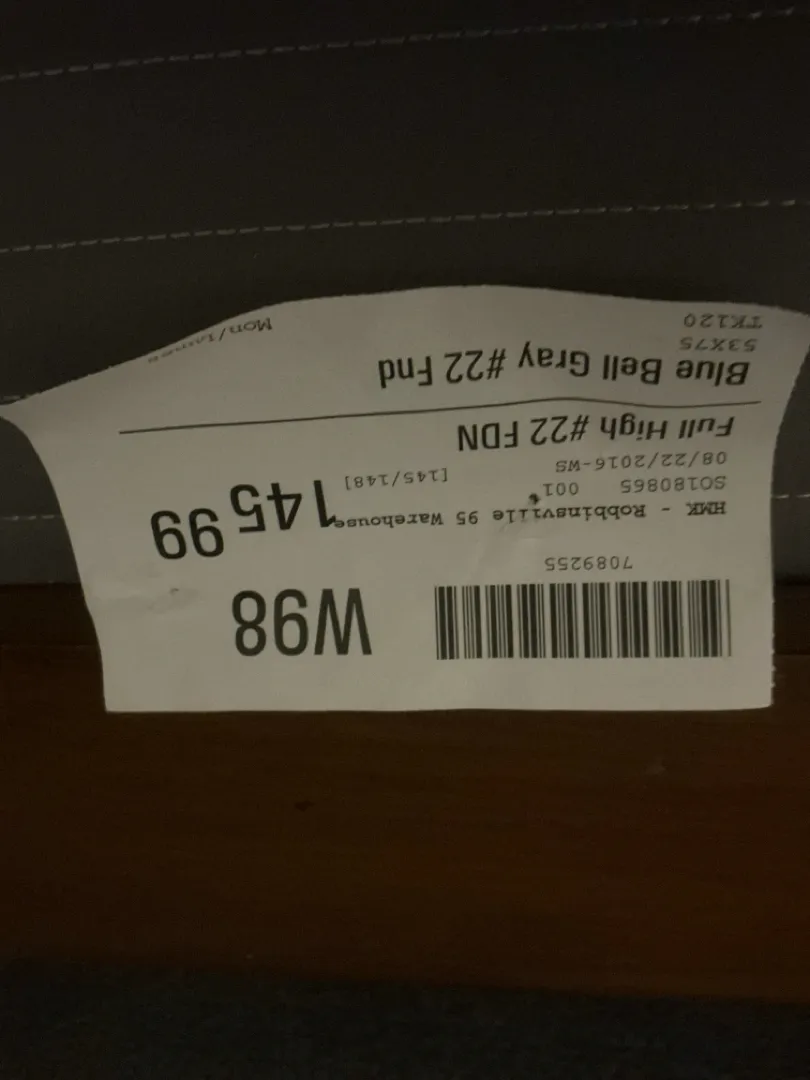 W98
7089255
HMK - Robbinsville 95 Warehouse
145 99
SO180865 001
[145/148]
08/22/2016-WS
Full High #22 FDN
Blue Bell Gray #22 Fnd
53X75
TK120